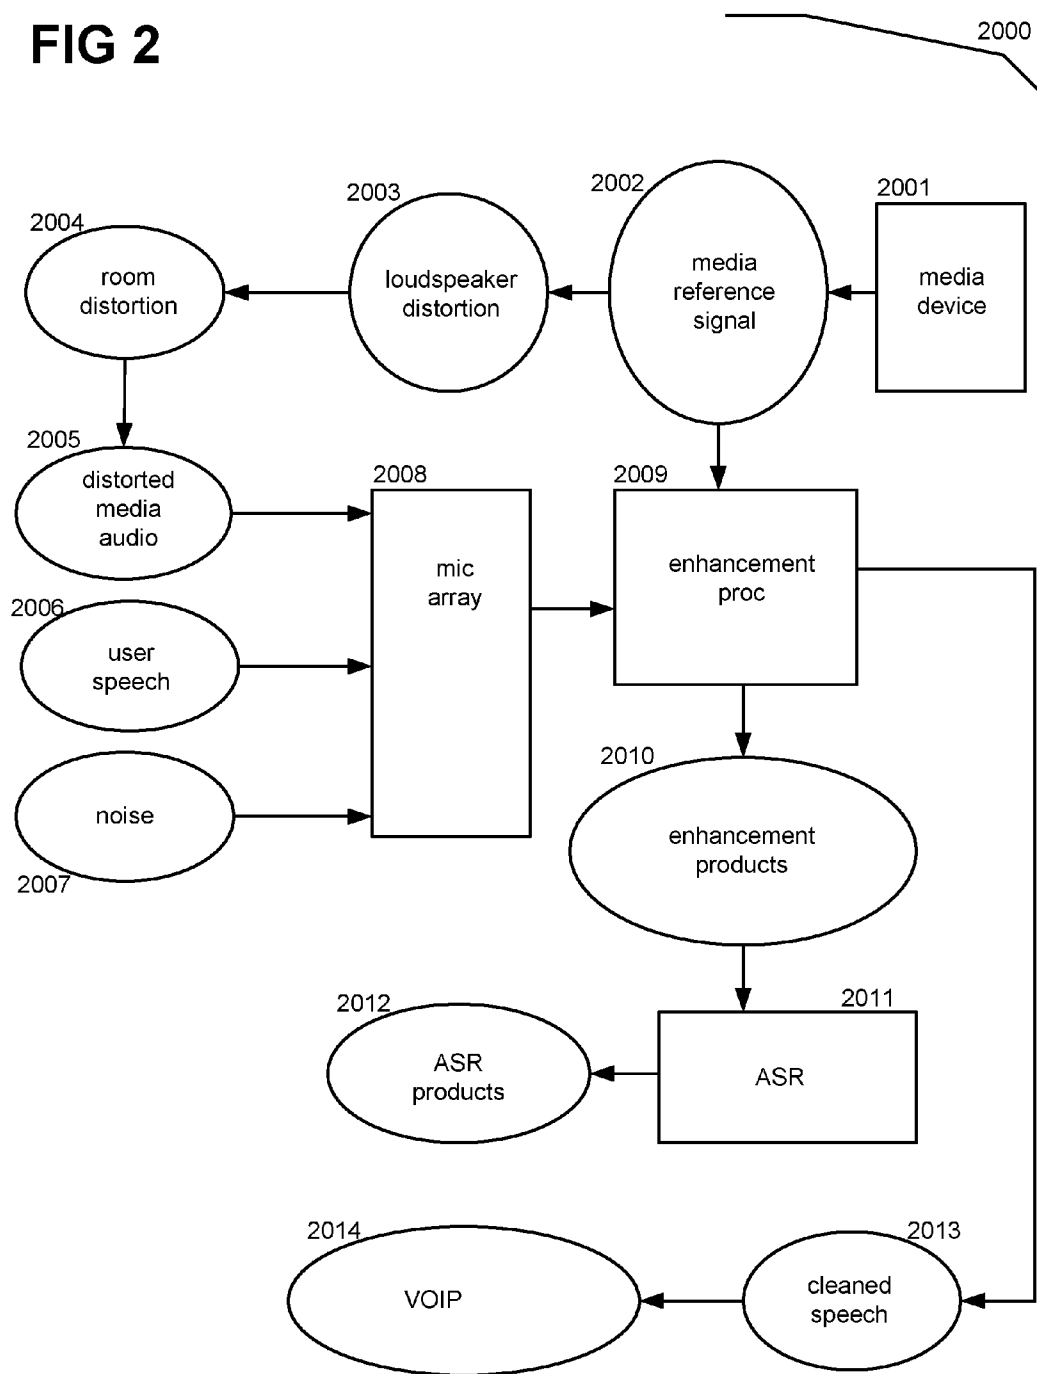 FIG 2
2000
2004
room
distortion
2003
loudspeaker
distortion
2002
media
reference
signal
2001
media
device
2005
distorted
media
audio
2006
user
speech
2007
noise
2008
mic
array
2009
enhancement
proc
2010
enhancement
products
2011
ASR
2012
ASR
products
2013
cleaned
speech
2014
VOIP